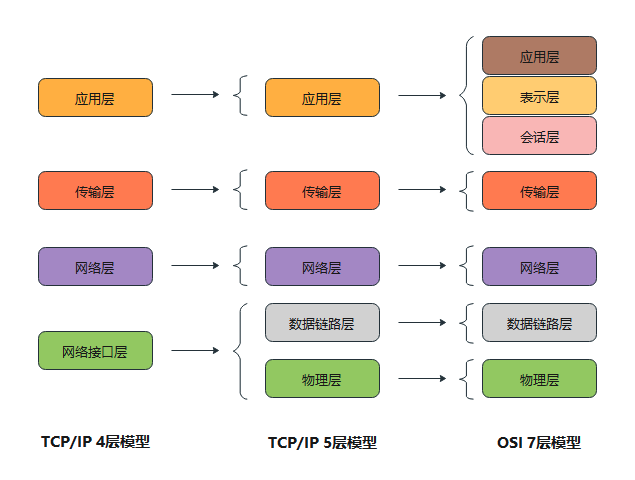 应用层
应用层
应用层
表示层
会话层
传输层
传输层
传输层
网络层
网络层
网络层
网络接口层
数据链路层
数据链路层
物理层
物理层
TCP/IP 4层模型
TCP/IP 5层模型
OSI 7层模型